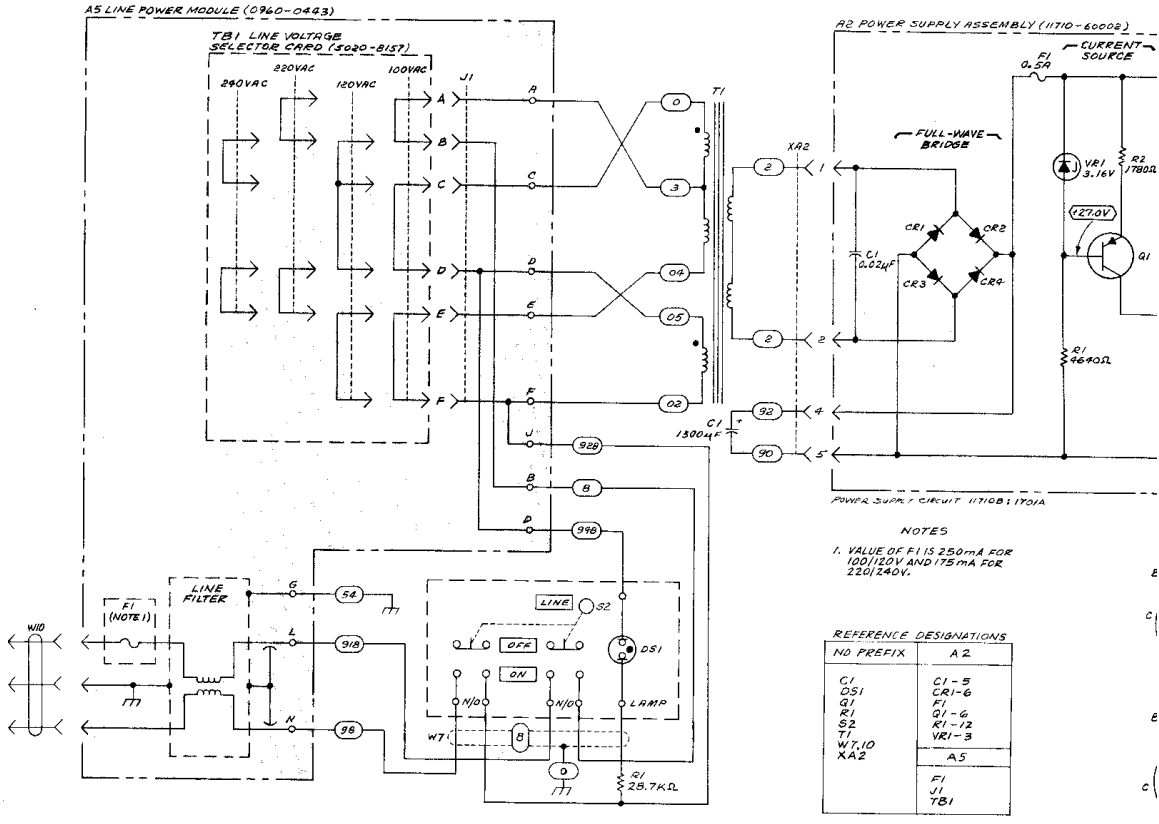 A5 LINE POWER MODULE (0960-0443)
TB1 LINE VOLTAGE
SELECTOR CARD (5020-8157)
240VAC
220VAC
120VAC
100VAC
J1
A
B
C
D
E
F
A
C
D
E
F
J
B
D
928
8
998
T1
0
3
04
05
02
2
2
92
90
C1
1300µF
+
XA2
1
2
4
5
A2 POWER SUPPLY ASSEMBLY (11710-60002)
F1
0.5A
CURRENT
SOURCE
FULL-WAVE
BRIDGE
CR1
CR2
CR3
CR4
C1
0.02µF
VR1
3.16V
R2
1780Ω
+27.0V
Q1
R1
4640Ω
POWER SUPPLY CIRCUIT 11710B: 1701A
NOTES
1. VALUE OF F1 IS 250mA FOR
100/120V AND 175mA FOR
220/240V.
W10
F1
(NOTE 1)
LINE
FILTER
G
54
L
918
N
98
LINE
S2
OFF
ON
N/O
N/O
DS1
LAMP
W7
8
0
R1
28.7KΩ
REFERENCE DESIGNATIONS
NO PREFIX
A2
C1
DS1
Q1
R1
S2
T1
W7,10
XA2
C1-5
CR1-6
F1
Q1-6
R1-12
VR1-3
A5
F1
J1
TB1
B
C
B
C